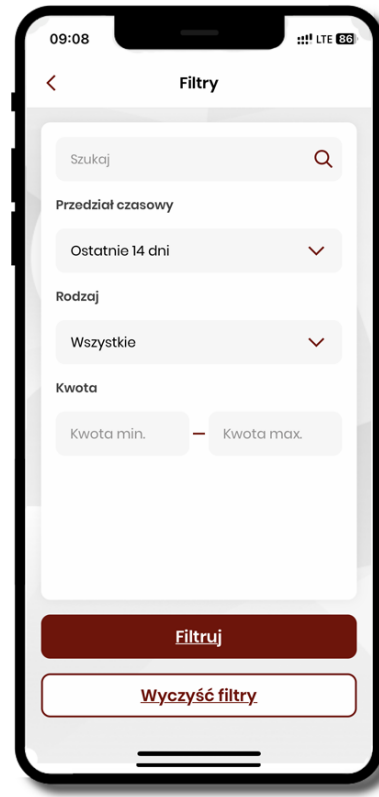 09:08 LTE 86
Filtry
Szukaj
Przedział czasowy
Ostatnie 14 dni
Rodzaj
Wszystkie
Kwota
Kwota min. – Kwota max.
Filtruj
Wyczyść filtry